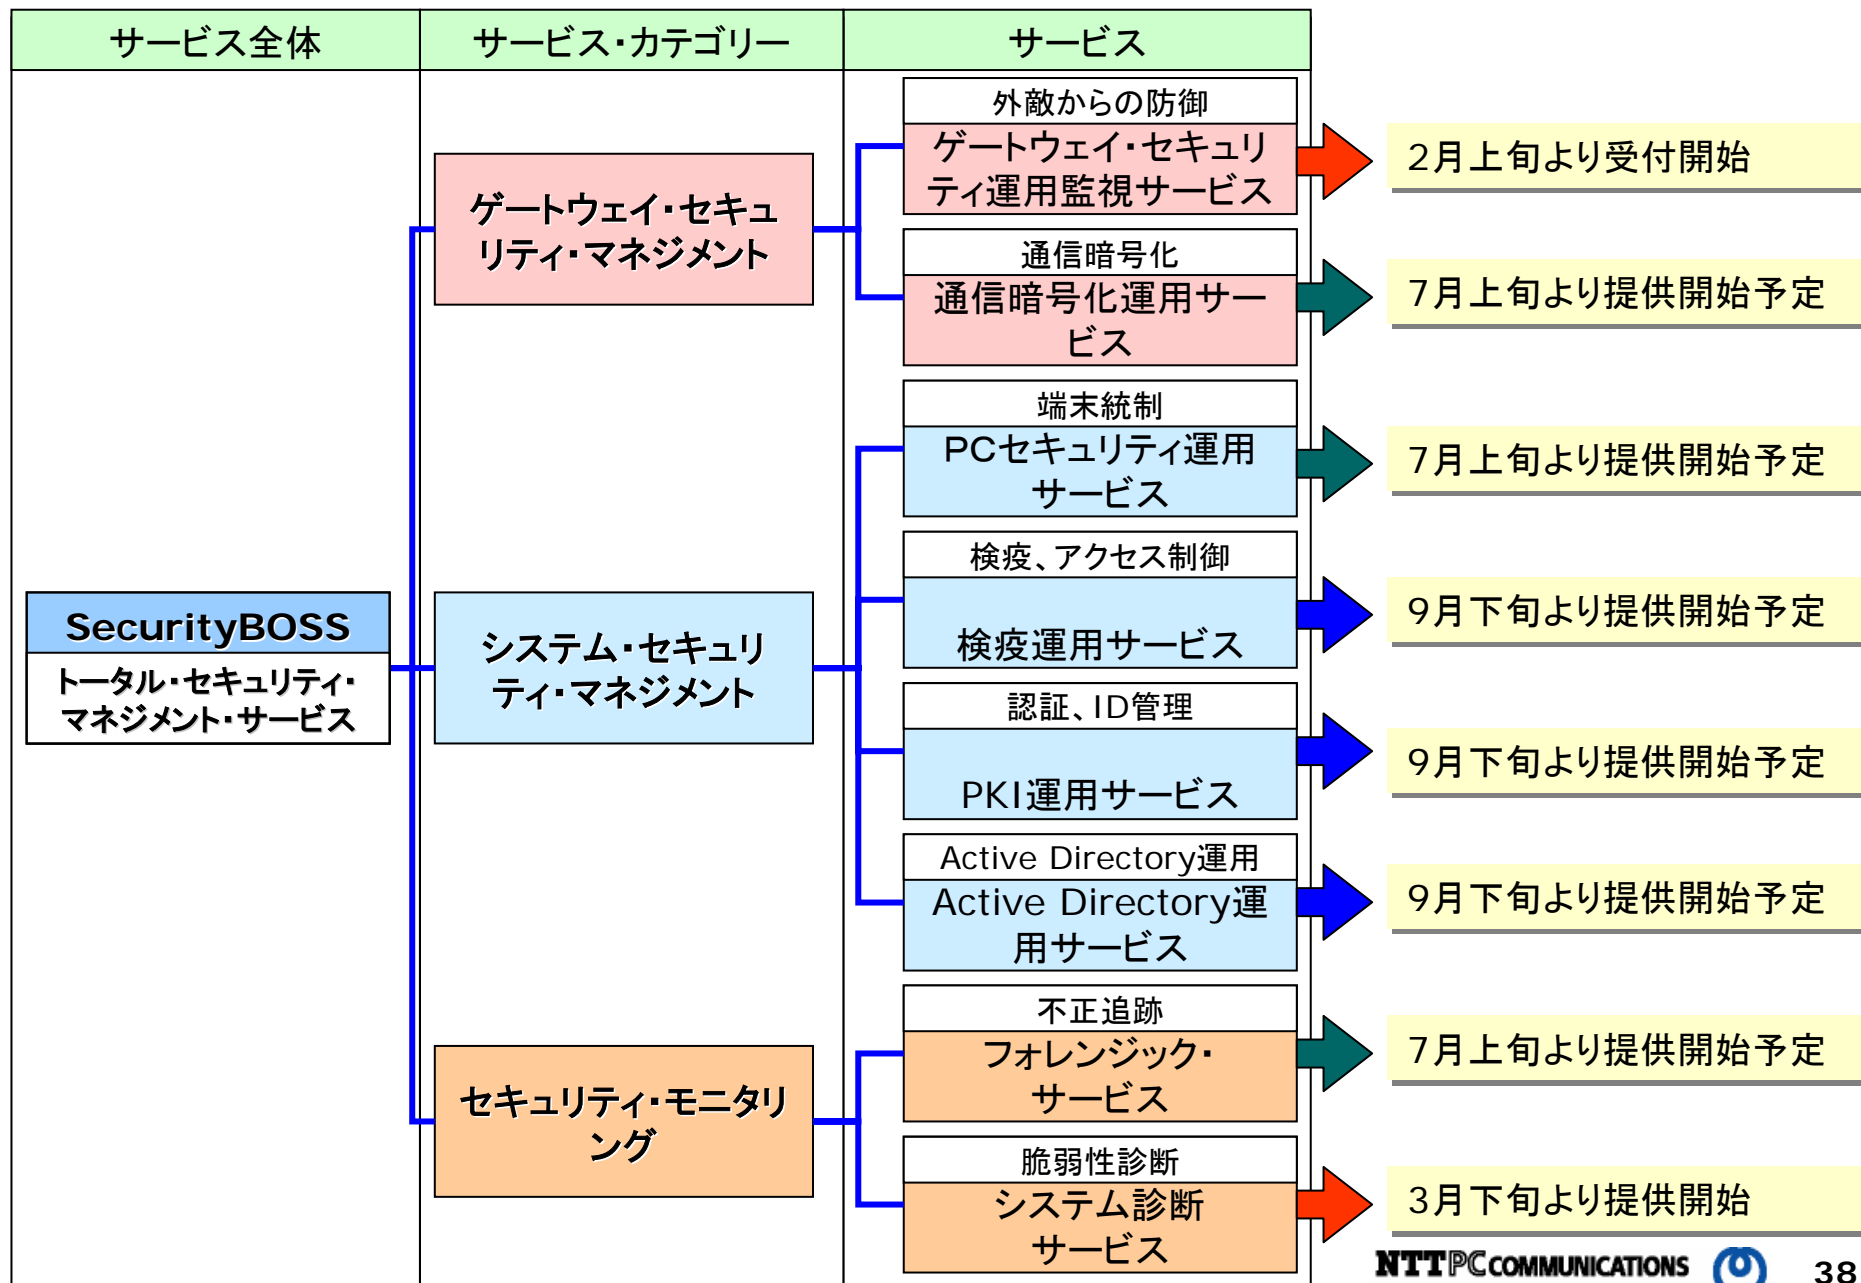 サービス全体
サービス・カテゴリー
サービス
SecurityBOSS
トータル・セキュリティ・
マネジメント・サービス
ゲートウェイ・セキュ
リティ・マネジメント
外敵からの防御
ゲートウェイ・セキュリ
ティ運用監視サービス
2月上旬より受付開始
通信暗号化
通信暗号化運用サー
ビス
7月上旬より提供開始予定
システム・セキュリ
ティ・マネジメント
端末統制
PCセキュリティ運用
サービス
7月上旬より提供開始予定
検疫、アクセス制御
検疫運用サービス
9月下旬より提供開始予定
認証、ID管理
PKI運用サービス
9月下旬より提供開始予定
Active Directory運用
Active Directory運
用サービス
9月下旬より提供開始予定
セキュリティ・モニタリ
ング
不正追跡
フォレンジック・
サービス
7月上旬より提供開始予定
脆弱性診断
システム診断
サービス
3月下旬より提供開始
NTTPC COMMUNICATIONS
38